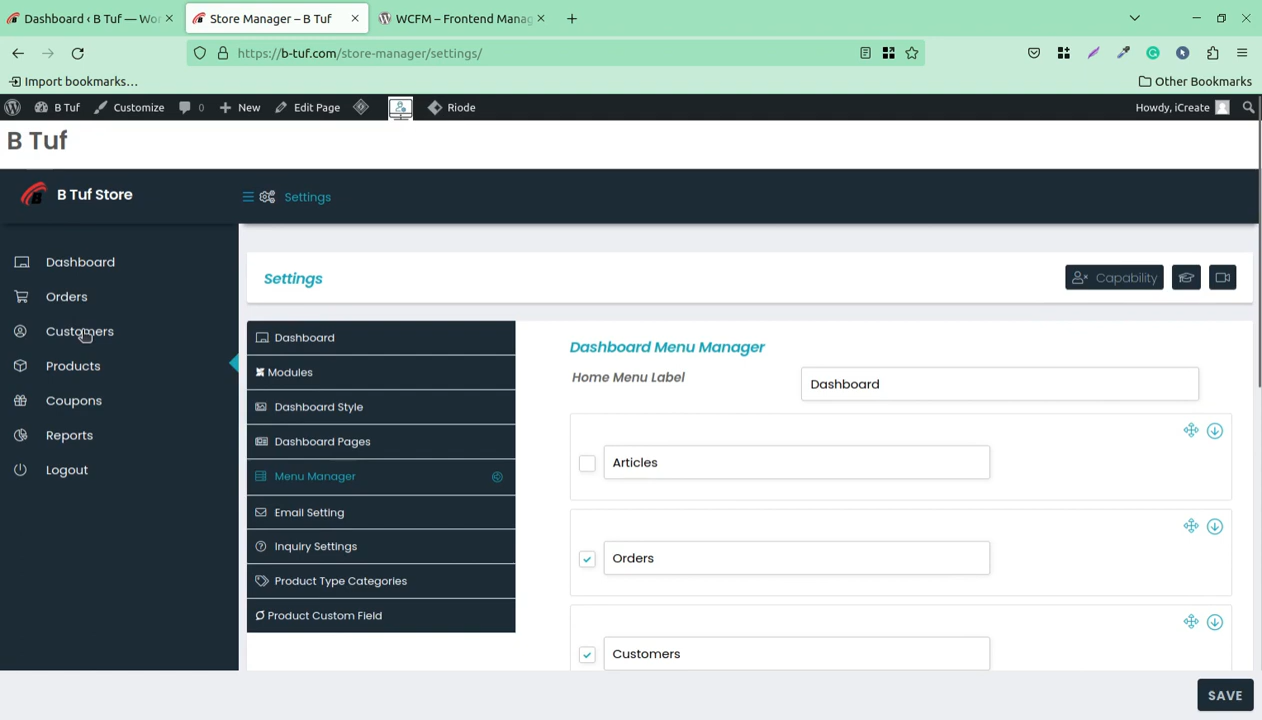 Dashboard ‹ B Tuf — Wor
Store Manager – B Tuf
WCFM – Frontend Manag
https://b-tuf.com/store-manager/settings/
Import bookmarks...
Other Bookmarks
B Tuf
Customize
0
New
Edit Page
Riode
Howdy, iCreate
B Tuf
B Tuf Store
Settings
Dashboard
Orders
Customers
Products
Coupons
Reports
Logout
Settings
Capability
Dashboard
Modules
Dashboard Style
Dashboard Pages
Menu Manager
Email Setting
Inquiry Settings
Product Type Categories
Product Custom Field
Dashboard Menu Manager
Home Menu Label
Dashboard
Articles
Orders
Customers
SAVE